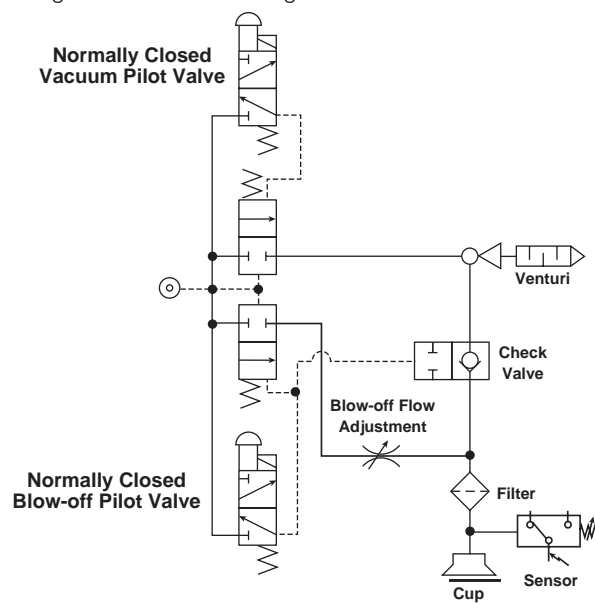 Normally Closed
Vacuum Pilot Valve
Venturi
Check
Valve
Blow-off Flow
Adjustment
Normally Closed
Blow-off Pilot Valve
Filter
Cup
Sensor